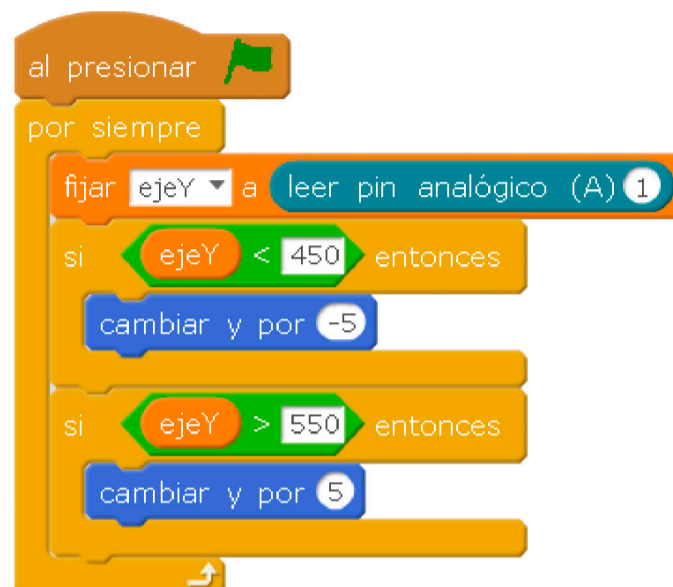 al presionar
por siempre
fijar ejeY a leer pin analógico (A) 1
si ejeY < 450 entonces
cambiar y por -5
si ejeY > 550 entonces
cambiar y por 5